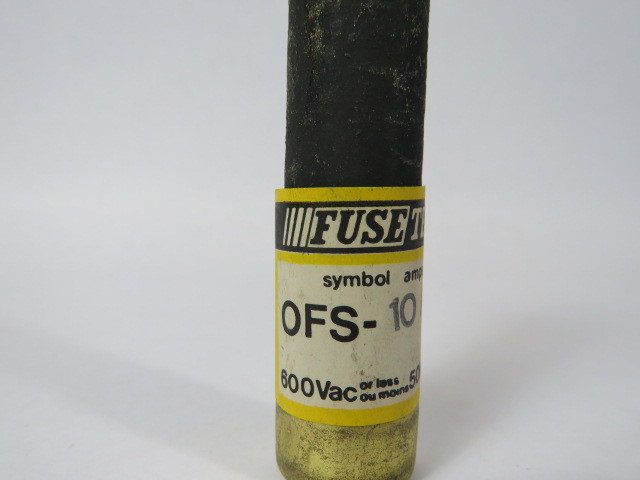 FUSE
symbol
OFS- 10
600Vac or less
ou moins